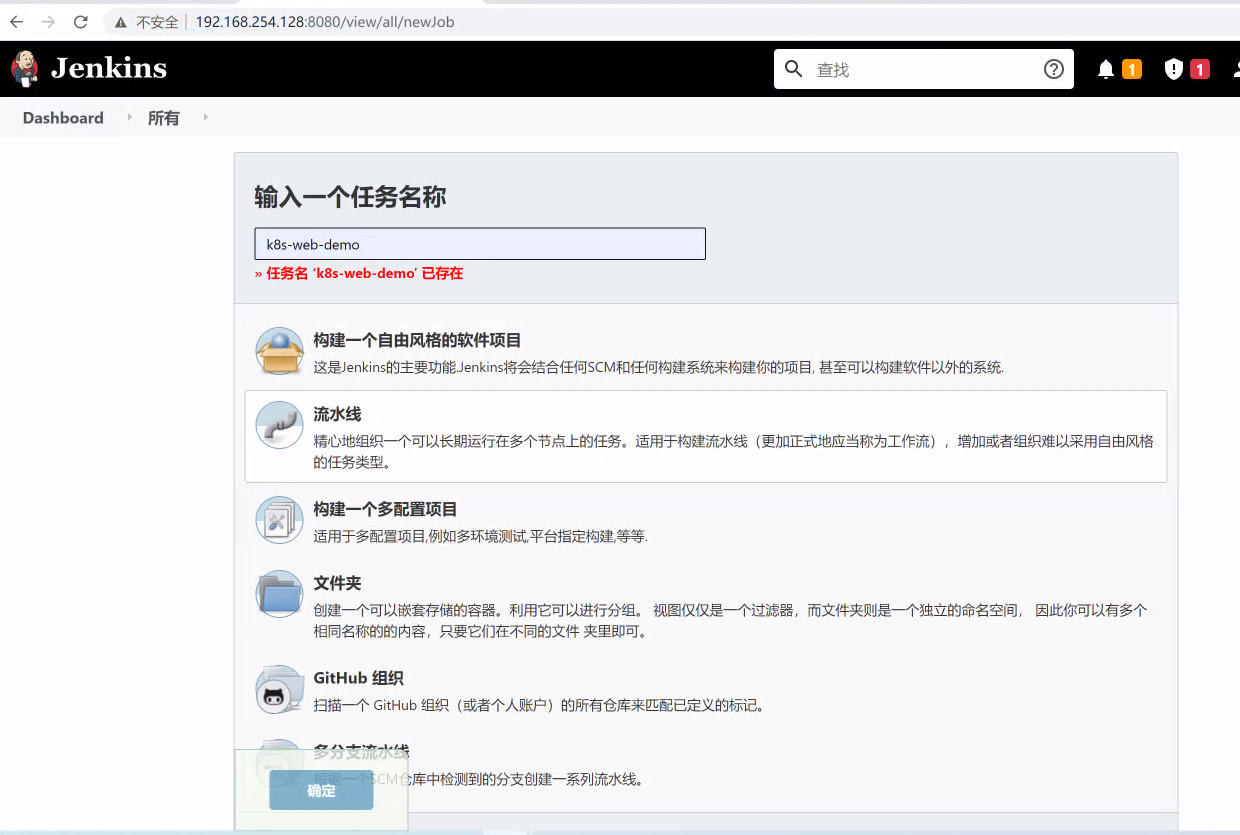 不安全 192.168.254.128:8080/view/all/newJob
Jenkins
查找
1
1
Dashboard
所有
输入一个任务名称
k8s-web-demo
» 任务名 ‘k8s-web-demo’ 已存在
构建一个自由风格的软件项目
这是Jenkins的主要功能.Jenkins将会结合任何SCM和任何构建系统来构建你的项目, 甚至可以构建软件以外的系统.
流水线
精心地组织一个可以长期运行在多个节点上的任务。适用于构建流水线（更加正式地应当称为工作流），增加或者组织难以采用自由风格
的任务类型。
构建一个多配置项目
适用于多配置项目,例如多环境测试,平台指定构建,等等.
文件夹
创建一个可以嵌套存储的容器。利用它可以进行分组。 视图仅仅是一个过滤器，而文件夹则是一个独立的命名空间， 因此你可以有多个
相同名称的的内容，只要它们在不同的文件 夹里即可。
GitHub 组织
扫描一个 GitHub 组织（或者个人账户）的所有仓库来匹配已定义的标记。
多分支流水线
根据一个SCM仓库中检测到的分支创建一系列流水线。
确定